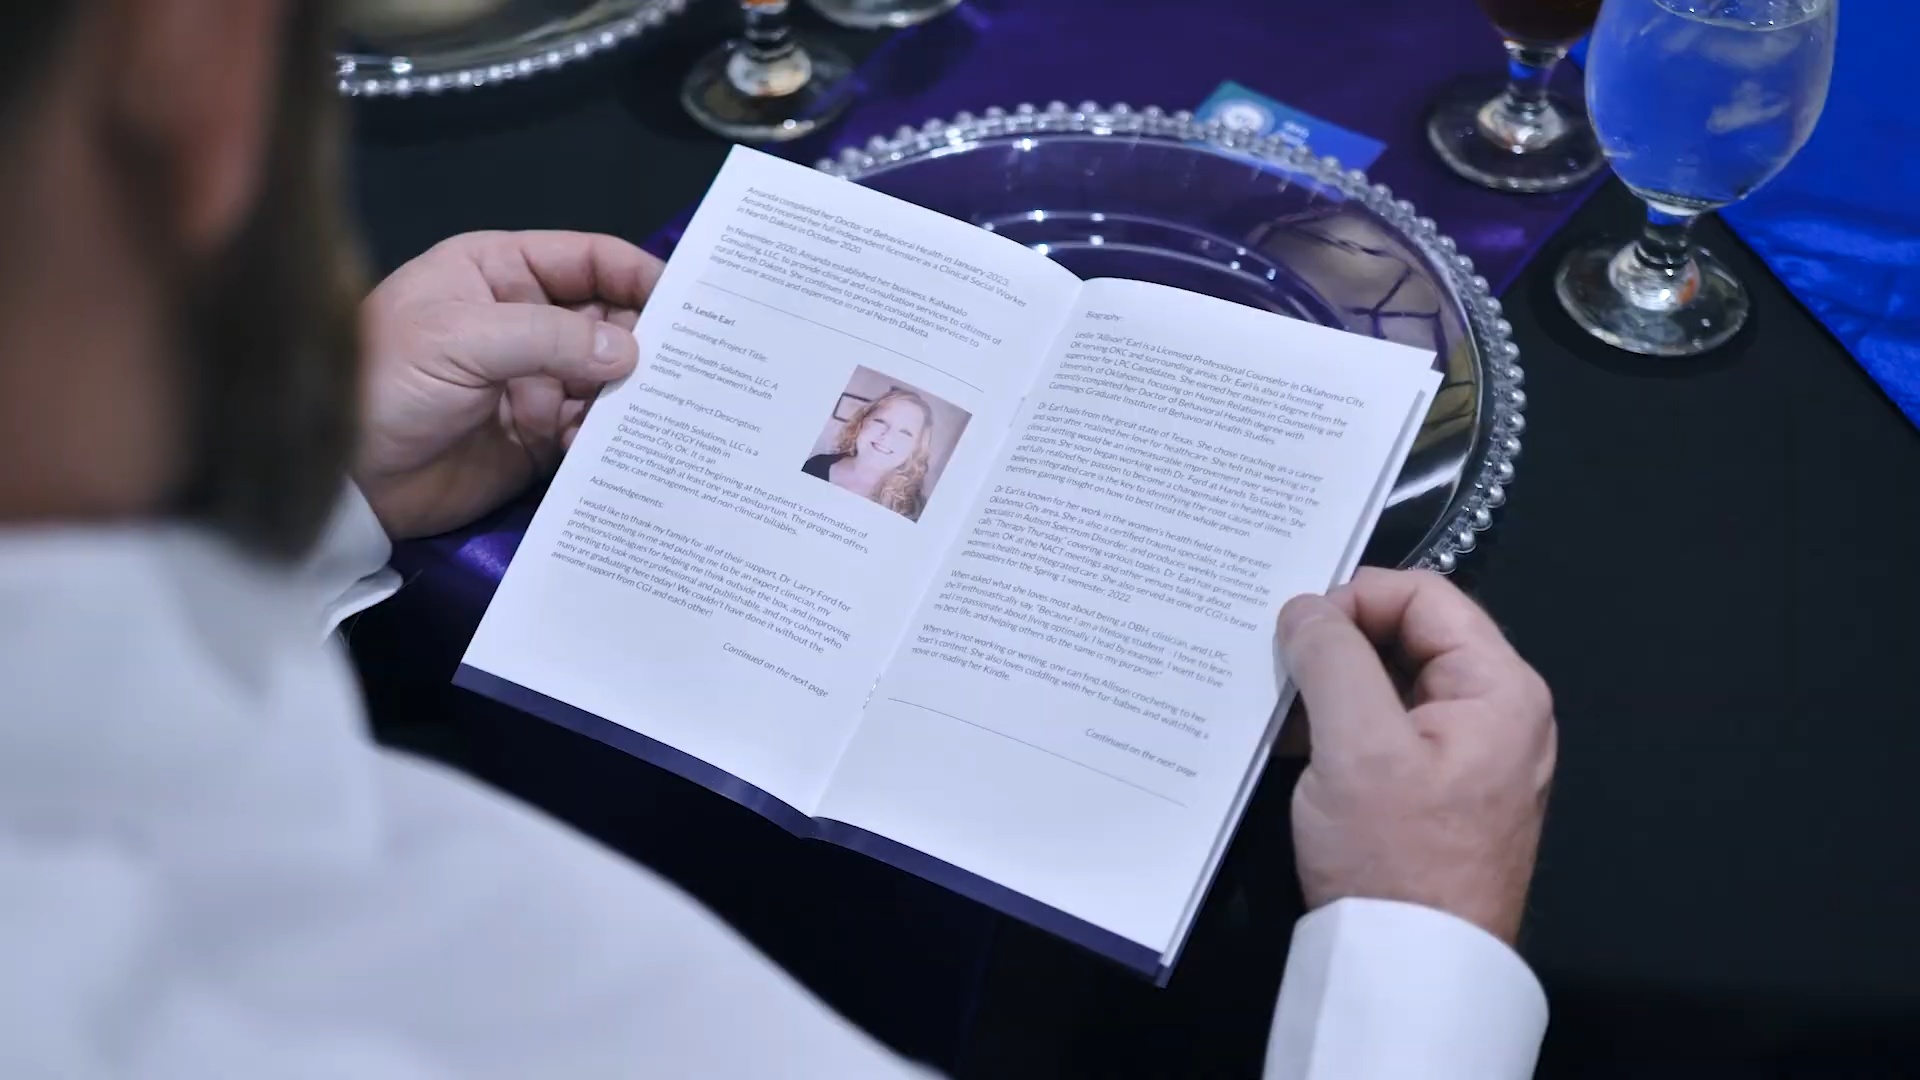 Amanda completed her Doctor of Behavioral Health in January 2023.
Amanda received her full independent licensure as a Clinical Social Worker
in North Dakota in October 2020.
In November 2020, Amanda established her business, Kahanalo
Consulting, LLC. to provide clinical and consultation services to citizens of
rural North Dakota. She continues to provide consultation services to
improve care access and experience in rural North Dakota
Dr. Leslie Earl
Culminating Project Title:
Women's Health Solutions, LLC: A
trauma-informed women's health
initiative
Culminating Project Description:
Women's Health Solutions, LLC is a
subsidiary of H2GY Health in
Oklahoma City, OK. It is an
all-encompassing project beginning at the patient's confirmation of
pregnancy through at least one year postpartum. The program offers
therapy, case management, and non-clinical billables.
Acknowledgements:
I would like to thank my family for all of their support, Dr. Larry Ford for
seeing something in me and pushing me to be an expert clinician, my
professors/colleagues for helping me think outside the box, and improving
my writing to look more professional and publishable, and my cohort who
many are graduating here today! We couldn't have done it without the
awesome support from CGI and each other!
Continued on the next page
Biography:
Leslie "Allison" Earl is a Licensed Professional Counselor in Oklahoma City,
OK serving OKC and surrounding areas. Dr. Earl is also a licensing
supervisor for LPC Candidates. She earned her master's degree from the
University of Oklahoma, focusing on Human Relations in Counseling and
recently completed her Doctor of Behavioral Health degree with
Cummings Graduate Institute of Behavioral Health Studies.
Dr. Earl hails from the great state of Texas. She chose teaching as a career
and soon after, realized her love for healthcare. She felt that working in a
clinical setting would be an immeasurable improvement over serving in the
classroom. She soon began working with Dr. Ford at Hands To Guide You
and fully realized her passion to become a changemaker in healthcare. She
believes integrated care is the key to identifying the root cause of illness,
therefore gaining insight on how to best treat the whole person.
Dr. Earl is known for her work in the women's health field in the greater
Oklahoma City area. She is also a certified trauma specialist, a clinical
specialist in Autism Spectrum Disorder, and produces weekly content she
calls "Therapy Thursday," covering various topics. Dr. Earl has presented in
Norman, OK at the NACT meetings and other venues talking about
women's health and integrated care. She also served as one of CGI's brand
ambassadors for the Spring 1 semester, 2022.
When asked what she loves most about being a DBH, clinician, and LPC,
she'll enthusiastically say, "Because I am a lifelong student - I love to learn
and I'm passionate about living optimally. I lead by example. I want to live
my best life, and helping others do the same is my purpose!"
When she's not working or writing, one can find Allison crocheting to her
heart's content. She also loves cuddling with her fur-babies and watching a
movie or reading her Kindle.
Continued on the next page